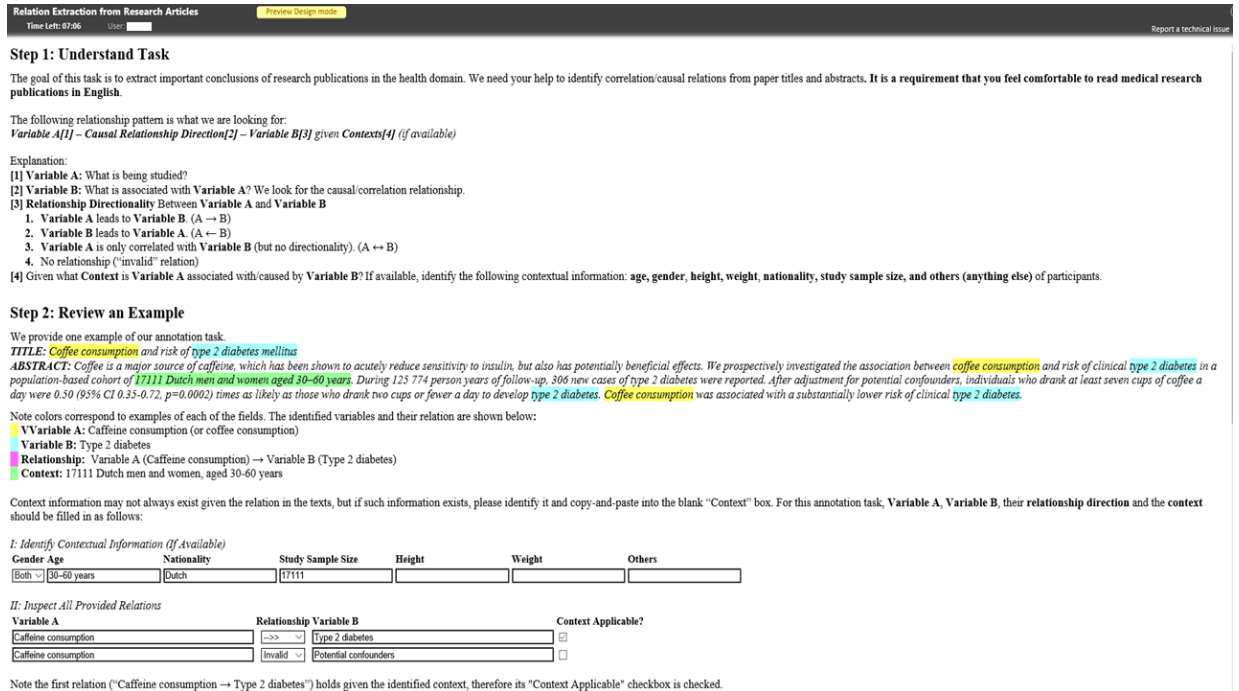 Relation Extraction from Research Articles
Preview Design mode
Time Left: 07:06 User:
Report a technical issue
Step 1: Understand Task
The goal of this task is to extract important conclusions of research publications in the health domain. We need your help to identify correlation/causal relations from paper titles and abstracts. It is a requirement that you feel comfortable to read medical research
publications in English.
The following relationship pattern is what we are looking for:
Variable A[1] – Causal Relationship Direction[2] – Variable B[3] given Contexts[4] (if available)
Explanation:
[1] Variable A: What is being studied?
[2] Variable B: What is associated with Variable A? We look for the causal/correlation relationship.
[3] Relationship Directionality Between Variable A and Variable B
1. Variable A leads to Variable B. (A → B)
2. Variable B leads to Variable A. (A ← B)
3. Variable A is only correlated with Variable B (but no directionality). (A ↔ B)
4. No relationship ("invalid" relation)
[4] Given what Context is Variable A associated with/caused by Variable B? If available, identify the following contextual information: age, gender, height, weight, nationality, study sample size, and others (anything else) of participants.
Step 2: Review an Example
We provide one example of our annotation task.
TITLE: Coffee consumption and risk of type 2 diabetes mellitus
ABSTRACT: Coffee is a major source of caffeine, which has been shown to acutely reduce sensitivity to insulin, but also has potentially beneficial effects. We prospectively investigated the association between coffee consumption and risk of clinical type 2 diabetes in a
population-based cohort of 17111 Dutch men and women aged 30–60 years. During 125 774 person years of follow-up, 306 new cases of type 2 diabetes were reported. After adjustment for potential confounders, individuals who drank at least seven cups of coffee a
day were 0.50 (95% CI 0.35-0.72, p=0.0002) times as likely as those who drank two cups or fewer a day to develop type 2 diabetes. Coffee consumption was associated with a substantially lower risk of clinical type 2 diabetes.
Note colors correspond to examples of each of the fields. The identified variables and their relation are shown below:
VVariable A: Caffeine consumption (or coffee consumption)
Variable B: Type 2 diabetes
Relationship: Variable A (Caffeine consumption) → Variable B (Type 2 diabetes)
Context: 17111 Dutch men and women, aged 30-60 years
Context information may not always exist given the relation in the texts, but if such information exists, please identify it and copy-and-paste into the blank "Context" box. For this annotation task, Variable A, Variable B, their relationship direction and the context
should be filled in as follows:
I: Identify Contextual Information (If Available)
Gender Age Nationality Study Sample Size Height Weight Others
Both 30–60 years Dutch 17111
II: Inspect All Provided Relations
Variable A Relationship Variable B Context Applicable?
Caffeine consumption -->> Type 2 diabetes
Caffeine consumption Invalid Potential confounders
Note the first relation ("Caffeine consumption → Type 2 diabetes") holds given the identified context, therefore its "Context Applicable" checkbox is checked.